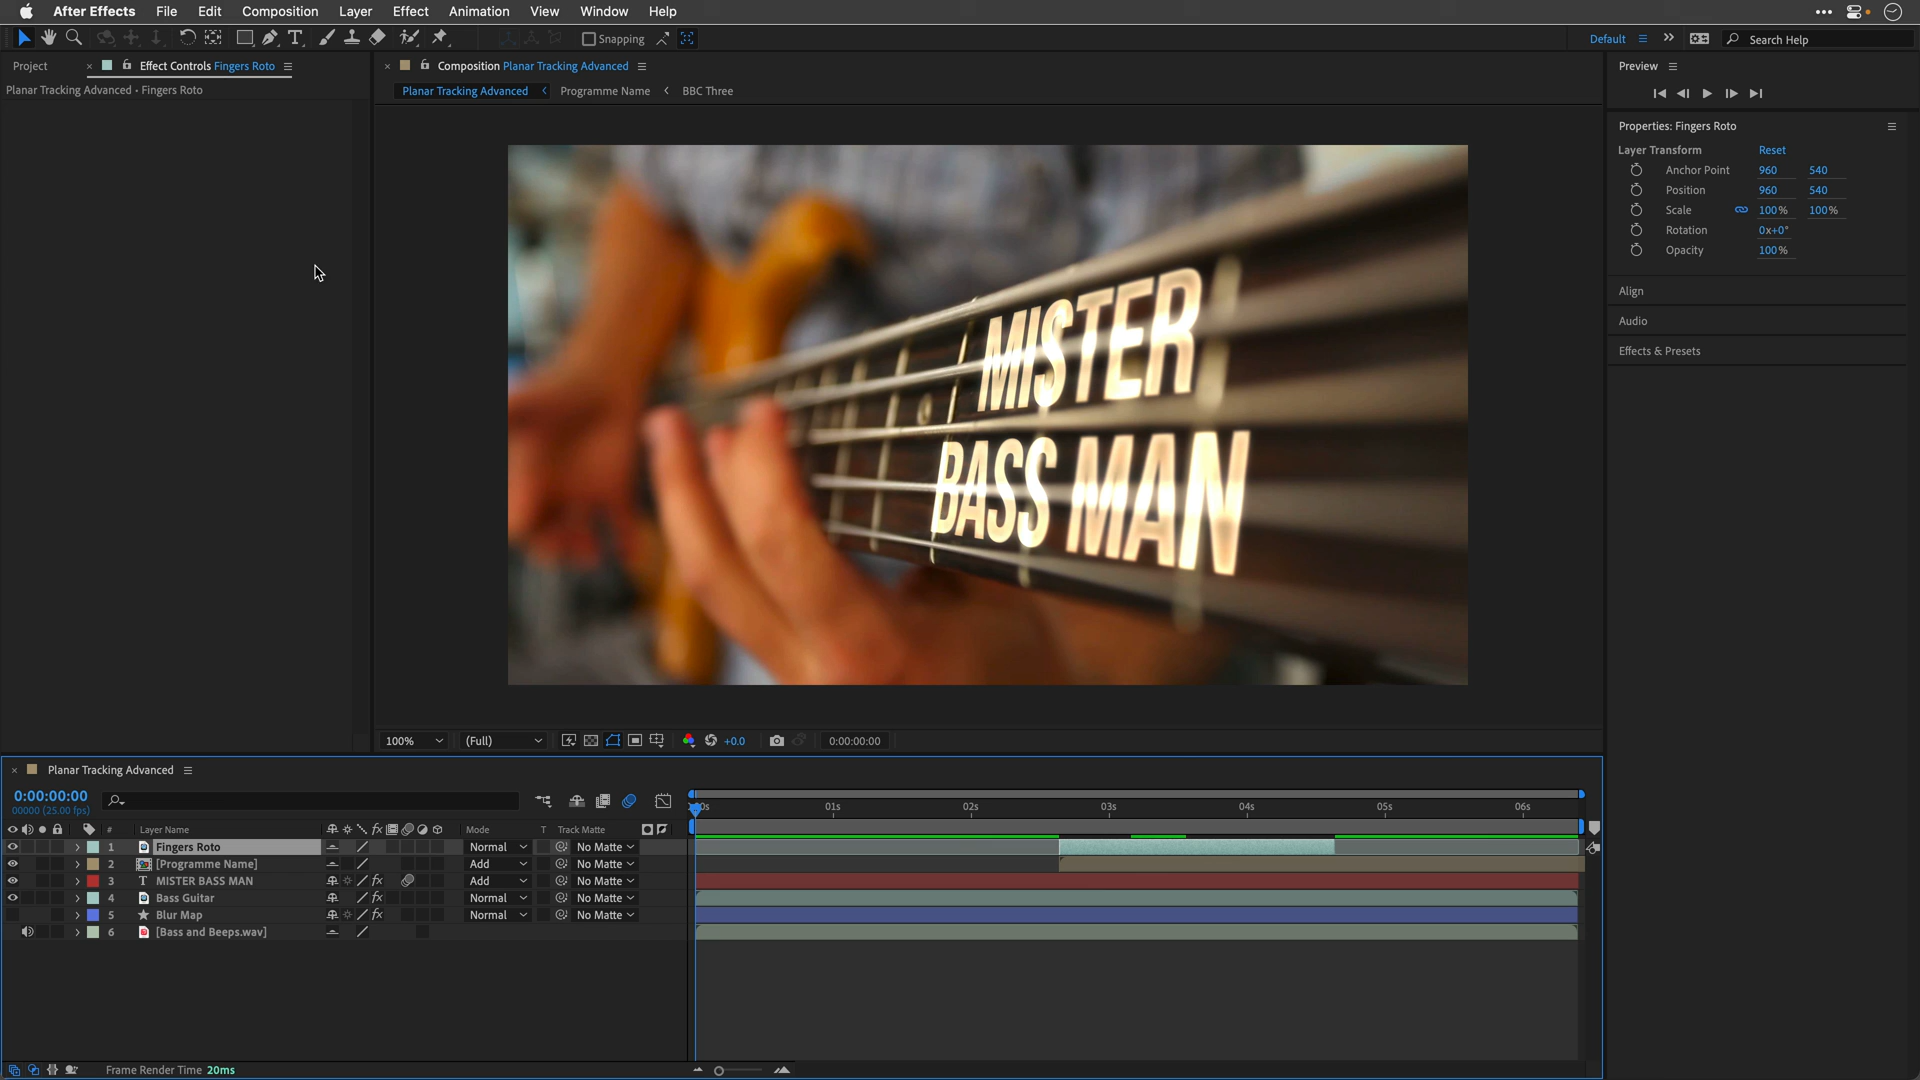 After Effects File Edit Composition Layer Effect Animation View Window Help
Snapping
Default
Search Help
Project
Effect Controls Fingers Roto
Planar Tracking Advanced • Fingers Roto
Composition Planar Tracking Advanced
Planar Tracking Advanced Programme Name BBC Three
MISTER
BASS MAN
100% (Full) +0.0 0:00:00:00
Preview
Properties: Fingers Roto
Layer Transform Reset
Anchor Point 960 540
Position 960 540
Scale 100% 100%
Rotation 0x+0°
Opacity 100%
Align
Audio
Effects & Presets
Planar Tracking Advanced
0:00:00:00
00000 (25.00 fps)
# Layer Name Mode T Track Matte
01s 02s 03s 04s 05s 06s
1 Fingers Roto Normal No Matte
2 [Programme Name] Add No Matte
3 MISTER BASS MAN Add No Matte
4 Bass Guitar Normal No Matte
5 Blur Map Normal No Matte
6 [Bass and Beeps.wav]
Frame Render Time 20ms